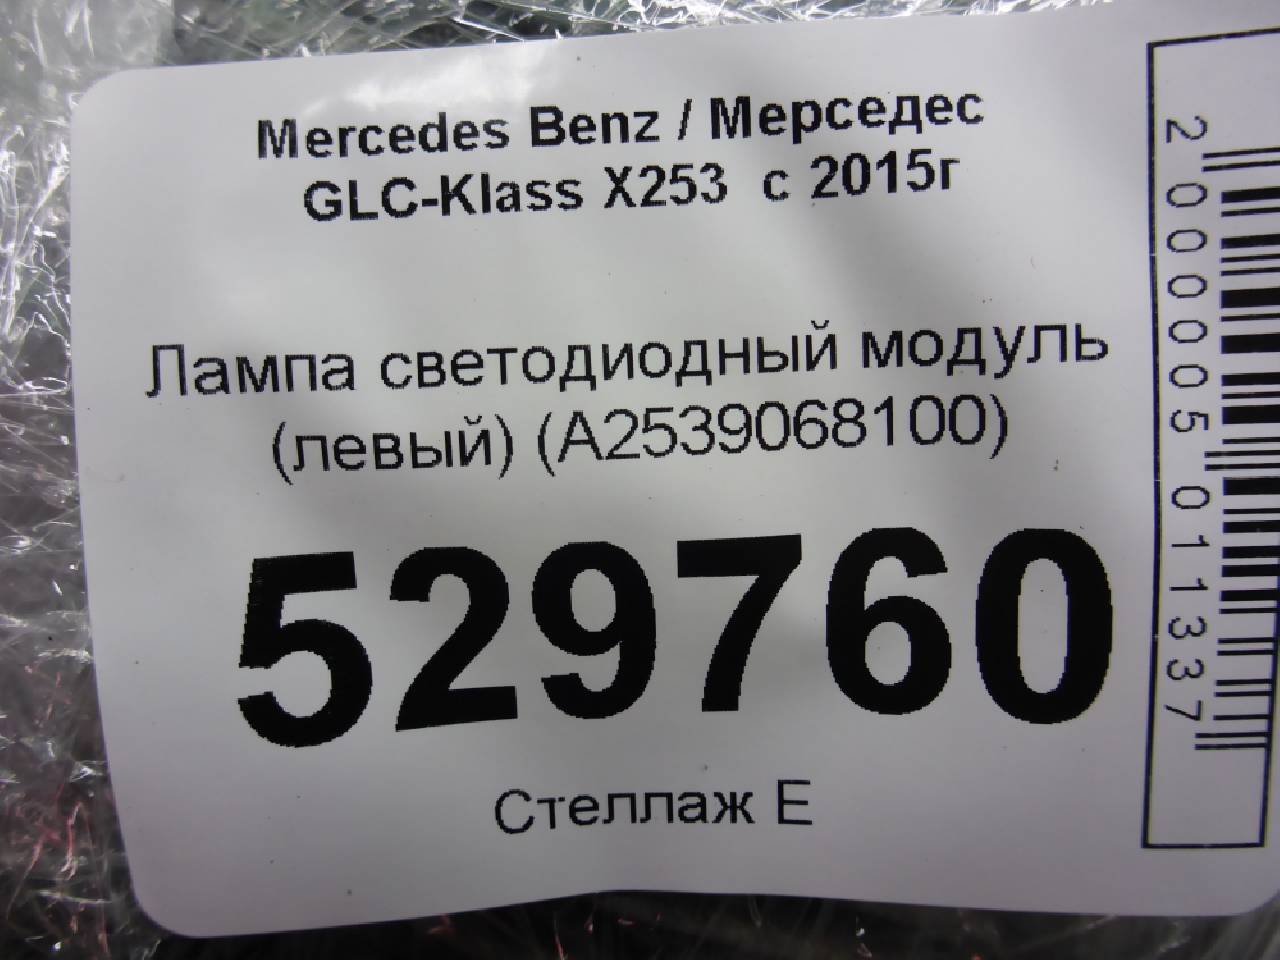 Mercedes Benz / Мерседес
GLC-Klass X253 с 2015г
Лампа светодиодный модуль
(левый) (A2539068100)
529760
Стеллаж Е
2000005011337